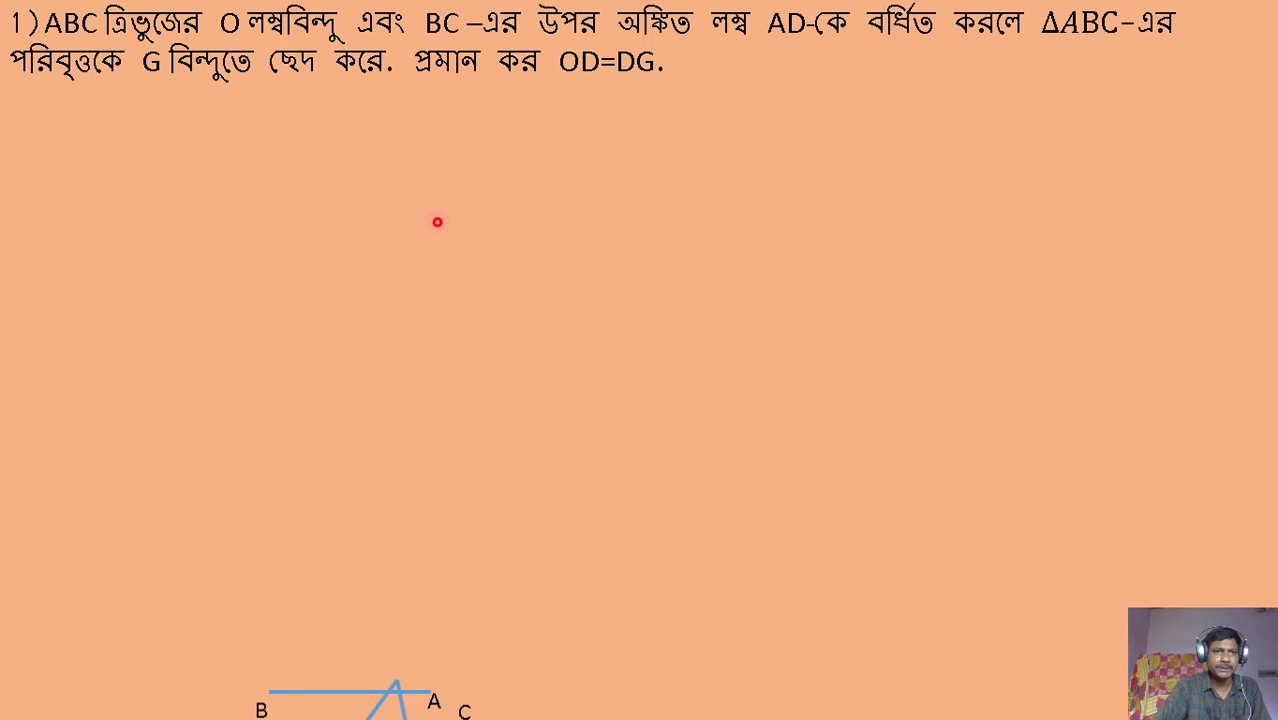 1) ABC ত্রিভুজের O লম্ববিন্দু এবং BC –এর উপর অঙ্কিত লম্ব AD-কে বর্ধিত করলে ΔABC-এর
পরিবৃত্তকে G বিন্দুতে ছেদ করে. প্রমান কর OD=DG.
B A C